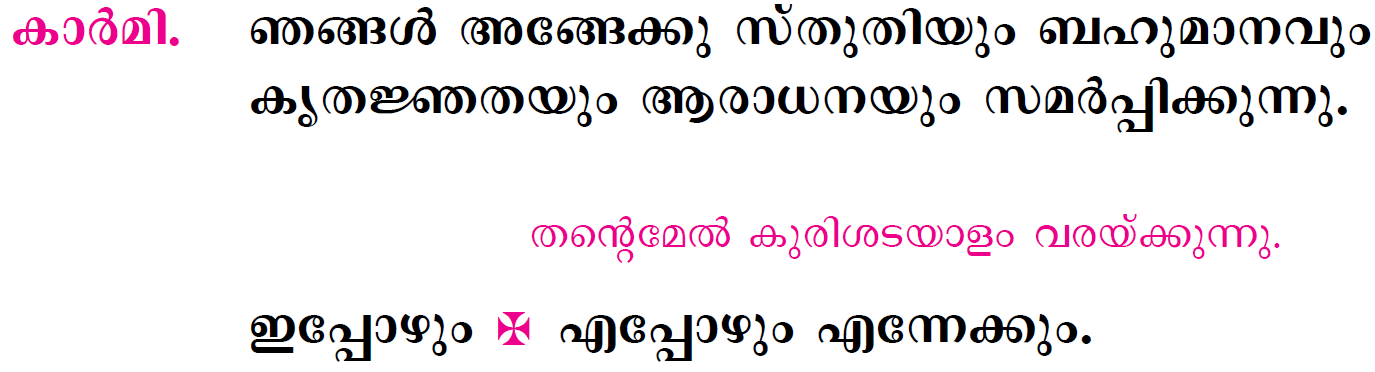 കാർമി. ഞങ്ങൾ അങ്ങേക്കു സ്തുതിയും ബഹുമാനവും
കൃതജ്ഞതയും ആരാധനയും സമർപ്പിക്കുന്നു.
തന്റെമേൽ കുരിശടയാളം വരയ്ക്കുന്നു.
ഇപ്പോഴും ✠ എപ്പോഴും എന്നേക്കും.